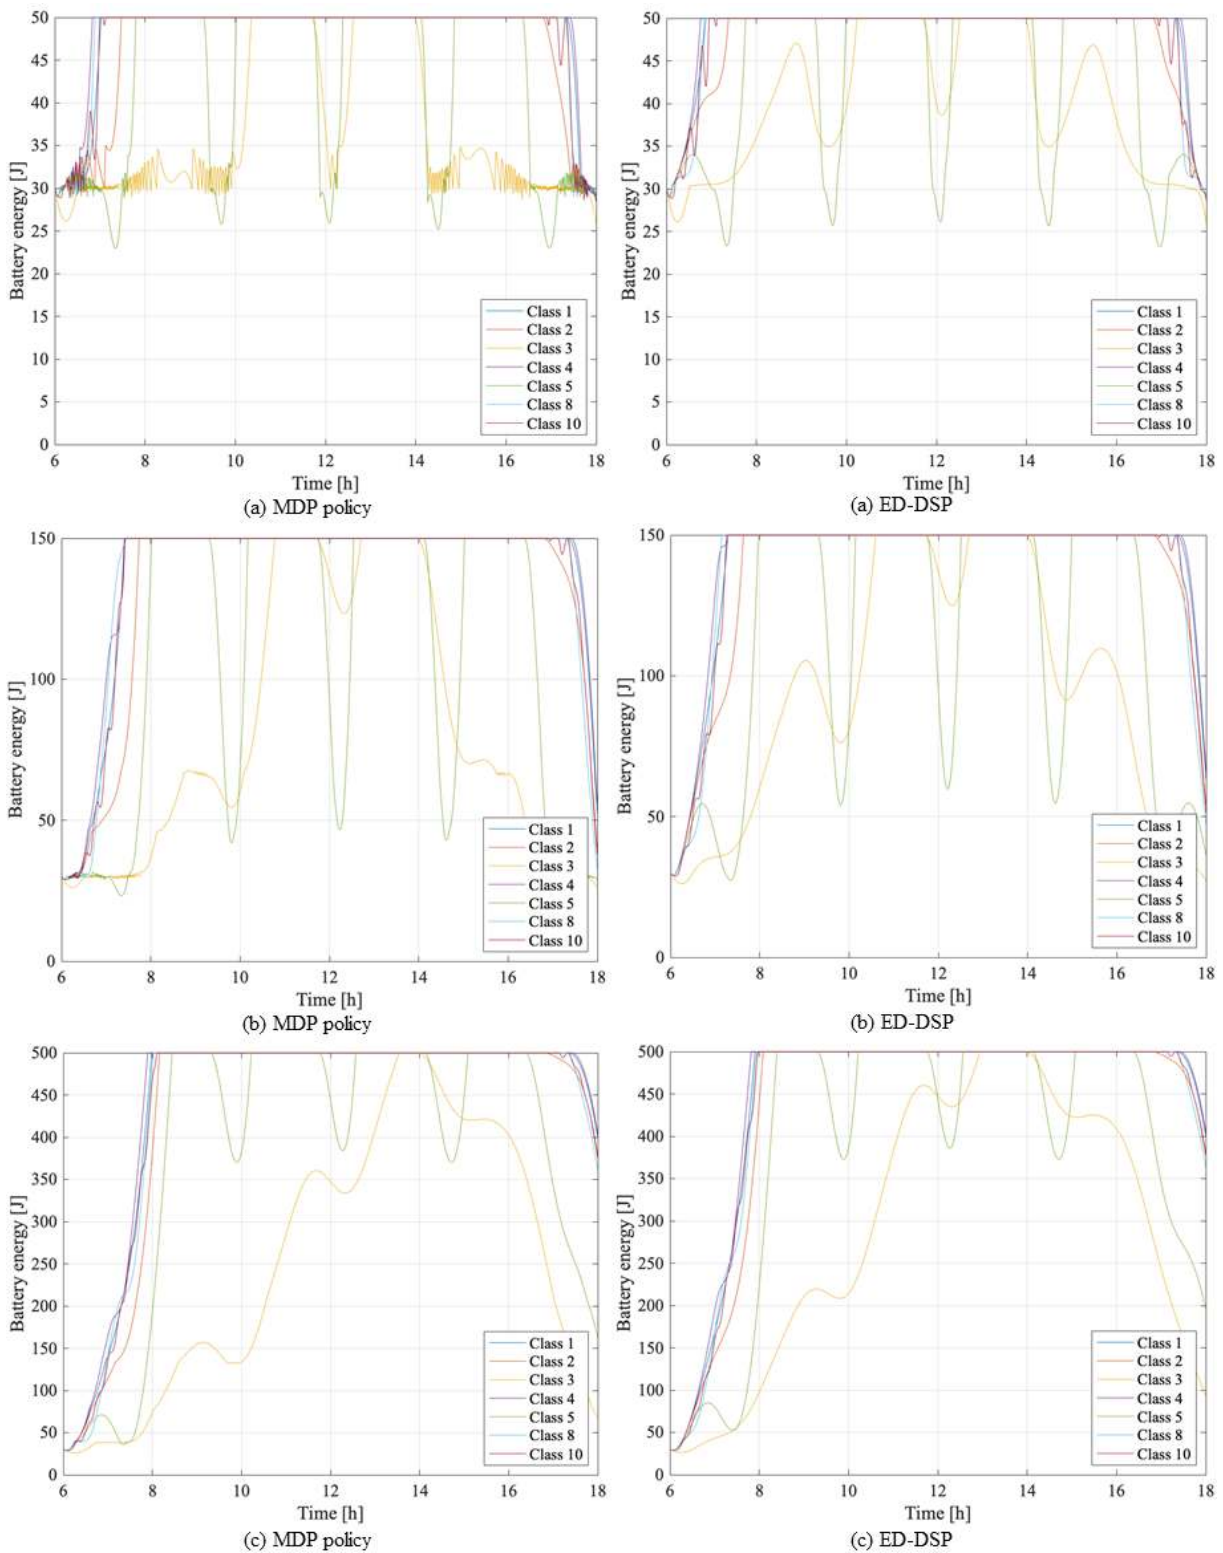 50
45
40
35
30
25
20
15
10
5
0
Battery energy [J]
6 8 10 12 14 16 18
Time [h]
Class 1
Class 2
Class 3
Class 4
Class 5
Class 8
Class 10
(a) MDP policy
50
45
40
35
30
25
20
15
10
5
0
Battery energy [J]
6 8 10 12 14 16 18
Time [h]
Class 1
Class 2
Class 3
Class 4
Class 5
Class 8
Class 10
(a) ED-DSP
150
100
50
0
Battery energy [J]
6 8 10 12 14 16 18
Time [h]
Class 1
Class 2
Class 3
Class 4
Class 5
Class 8
Class 10
(b) MDP policy
150
100
50
0
Battery energy [J]
6 8 10 12 14 16 18
Time [h]
Class 1
Class 2
Class 3
Class 4
Class 5
Class 8
Class 10
(b) ED-DSP
500
450
400
350
300
250
200
150
100
50
0
Battery energy [J]
6 8 10 12 14 16 18
Time [h]
Class 1
Class 2
Class 3
Class 4
Class 5
Class 8
Class 10
(c) MDP policy
500
450
400
350
300
250
200
150
100
50
0
Battery energy [J]
6 8 10 12 14 16 18
Time [h]
Class 1
Class 2
Class 3
Class 4
Class 5
Class 8
Class 10
(c) ED-DSP